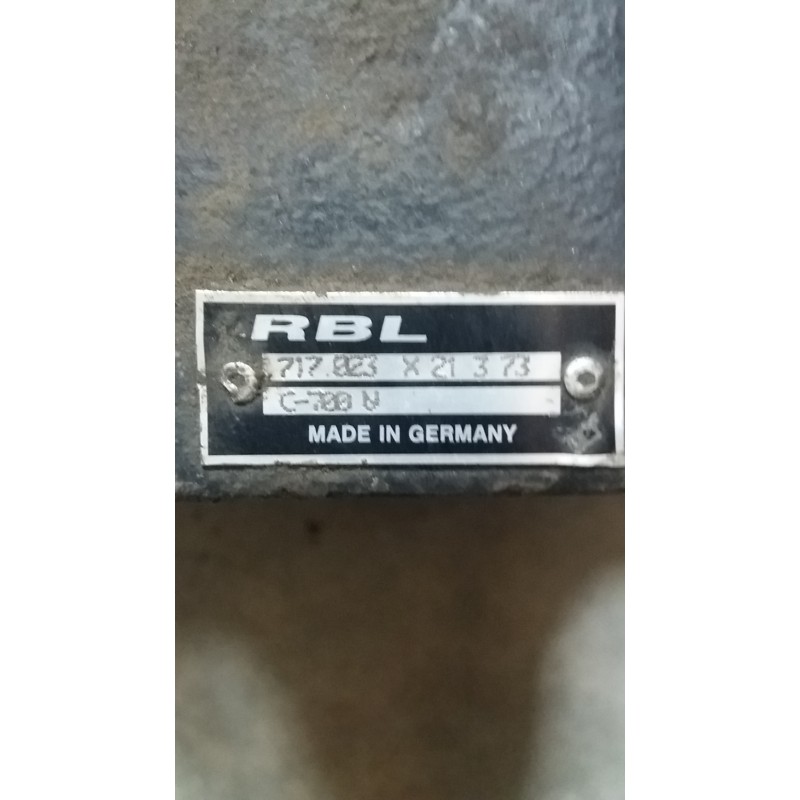 RBL
717.023 X 21 3 73
C-700 W
MADE IN GERMANY